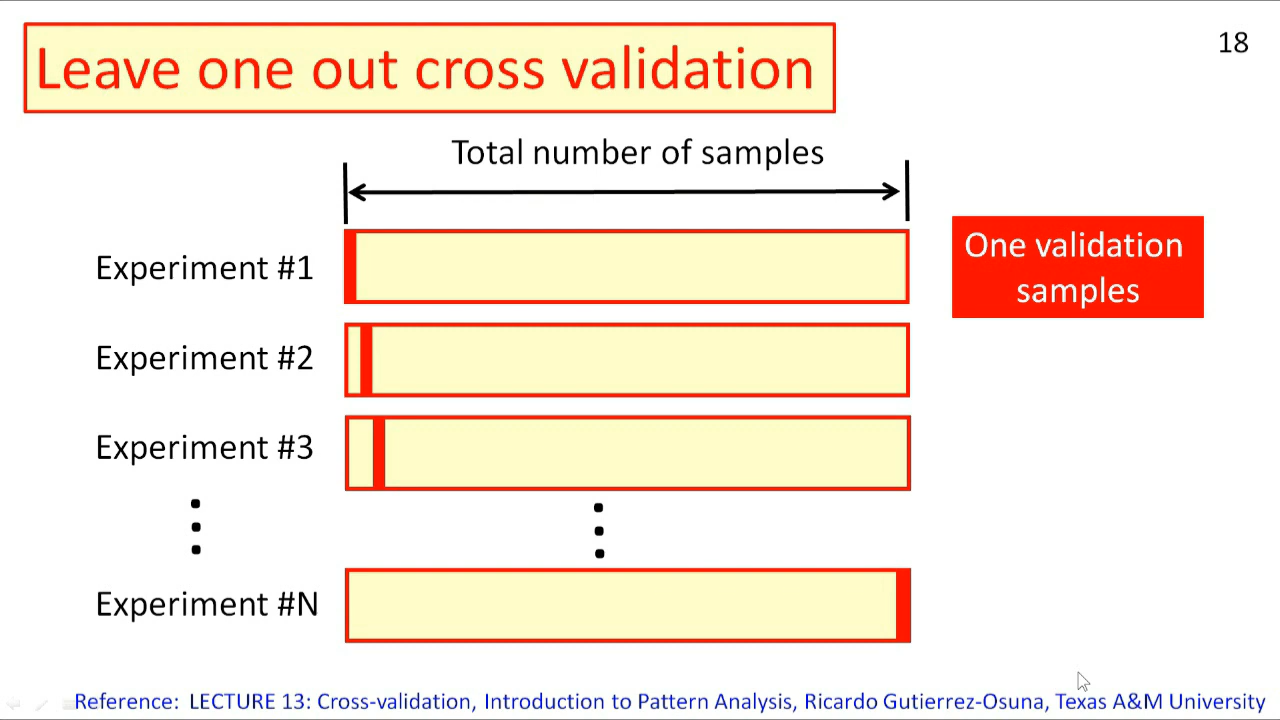 Leave one out cross validation
18
Total number of samples
Experiment #1
One validation
samples
Experiment #2
Experiment #3
Experiment #N
Reference: LECTURE 13: Cross-validation, Introduction to Pattern Analysis, Ricardo Gutierrez-Osuna, Texas A&M University